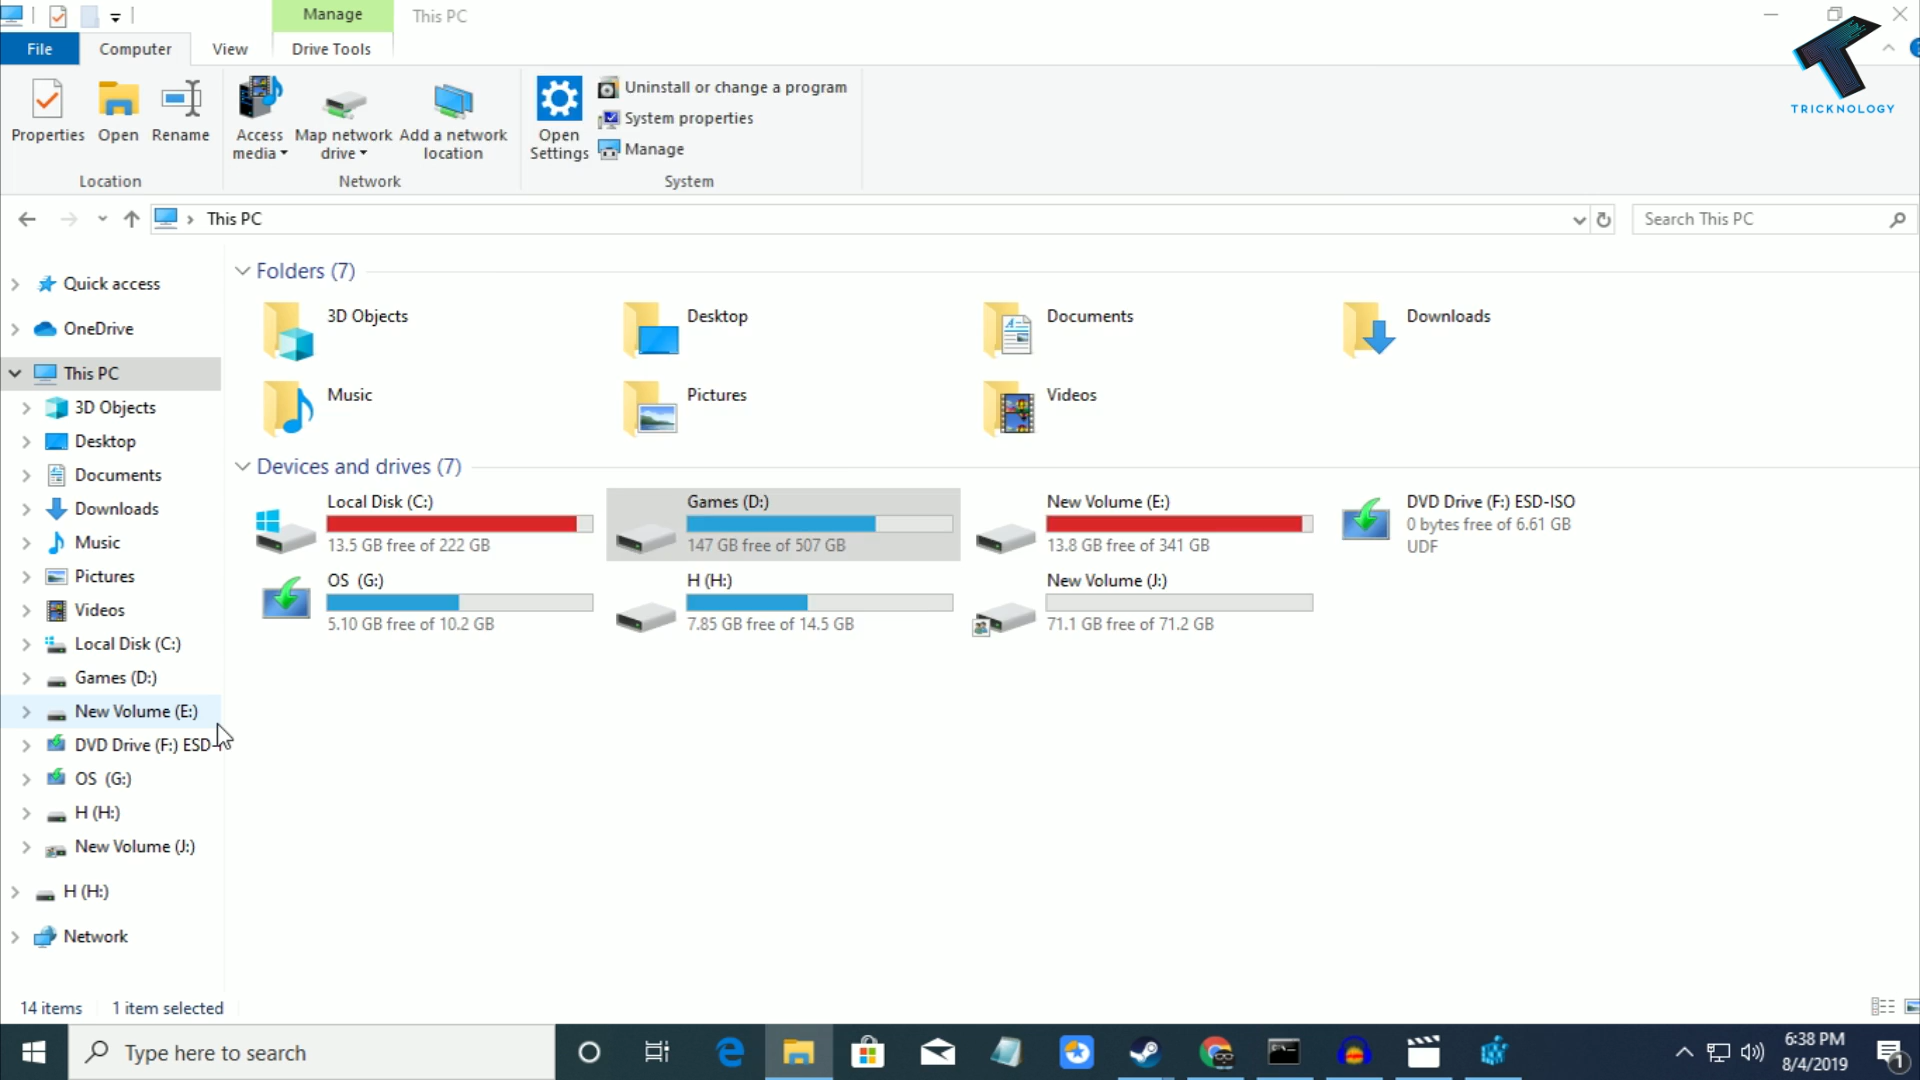 Manage
This PC
File
Computer
View
Drive Tools
Properties
Open
Rename
Access media
Map network drive
Add a network location
Open Settings
Uninstall or change a program
System properties
Manage
Location
Network
System
TRICKNOLOGY
This PC
Search This PC
Quick access
OneDrive
This PC
3D Objects
Desktop
Documents
Downloads
Music
Pictures
Videos
Local Disk (C:)
Games (D:)
New Volume (E:)
DVD Drive (F:) ESD-
OS (G:)
H (H:)
New Volume (J:)
H (H:)
Network
Folders (7)
3D Objects
Desktop
Documents
Downloads
Music
Pictures
Videos
Devices and drives (7)
Local Disk (C:)
13.5 GB free of 222 GB
Games (D:)
147 GB free of 507 GB
New Volume (E:)
13.8 GB free of 341 GB
DVD Drive (F:) ESD-ISO
0 bytes free of 6.61 GB
UDF
OS (G:)
5.10 GB free of 10.2 GB
H (H:)
7.85 GB free of 14.5 GB
New Volume (J:)
71.1 GB free of 71.2 GB
14 items
1 item selected
Type here to search
6:38 PM
8/4/2019
1